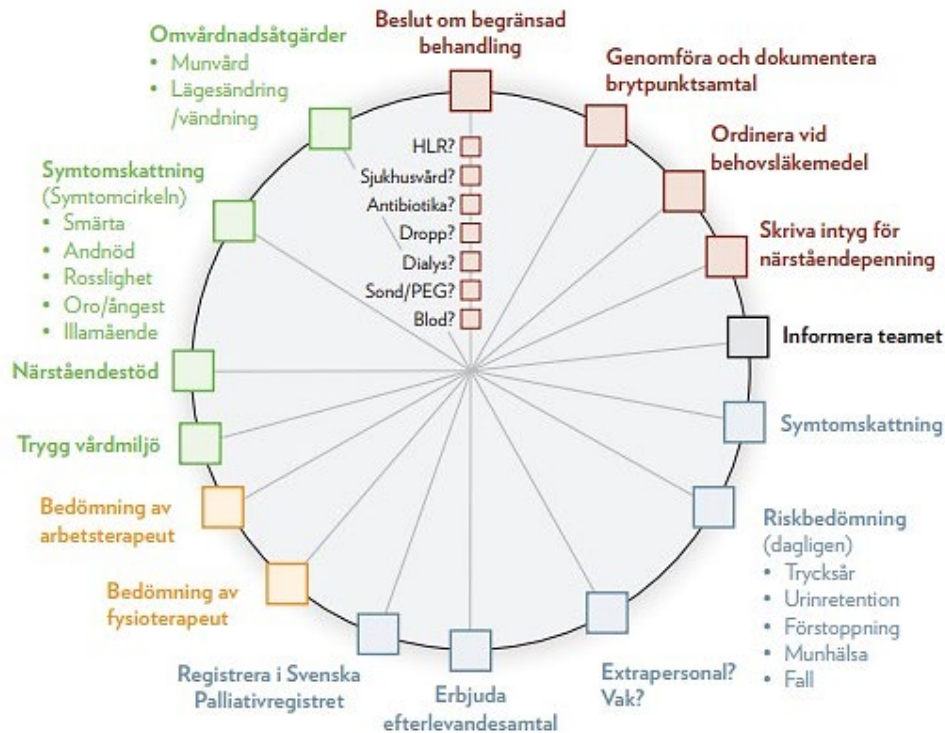 Beslut om begränsad
behandling
Genomföra och dokumentera
brytpunktsamtal
Ordinera vid
behovsläkemedel
Skriva intyg för
närståendepenning
Informera teamet
Symtomskattning
Riskbedömning
(dagligen)
• Trycksår
• Urinretention
• Förstoppning
• Munhälsa
• Fall
Extrapersonal?
Vak?
Erbjuda
efterlevandesamtal
Registrera i Svenska
Palliativregistret
Bedömning av
fysioterapeut
Bedömning av
arbetsterapeut
Trygg vårdmiljö
Närståendestöd
Symtomskattning
(Symtomcirkeln)
• Smärta
• Andnöd
• Rosslighet
• Oro/ångest
• Illamående
Omvårdnadsåtgärder
• Munvård
• Lägesändring
/vändning
HLR?
Sjukhusvård?
Antibiotika?
Dropp?
Dialys?
Sond/PEG?
Blod?